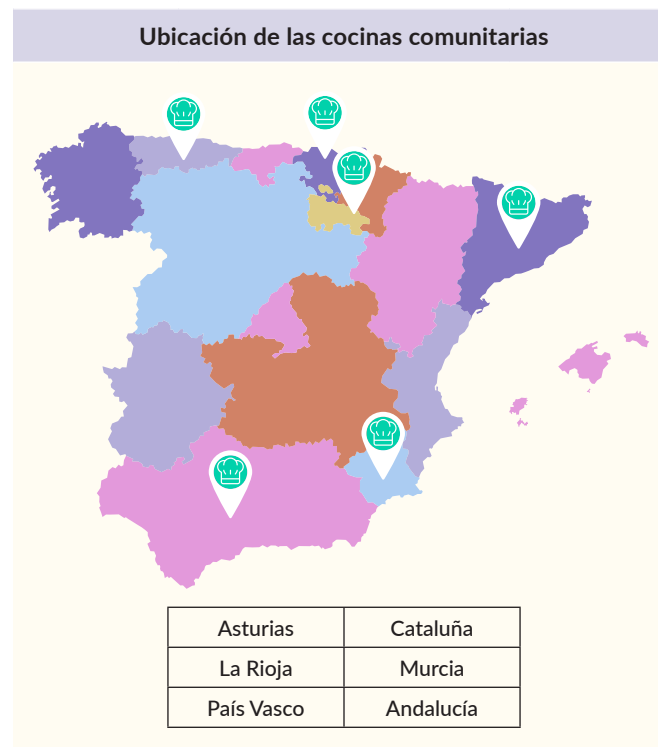 Ubicación de las cocinas comunitarias
Asturias Cataluña
La Rioja Murcia
País Vasco Andalucía